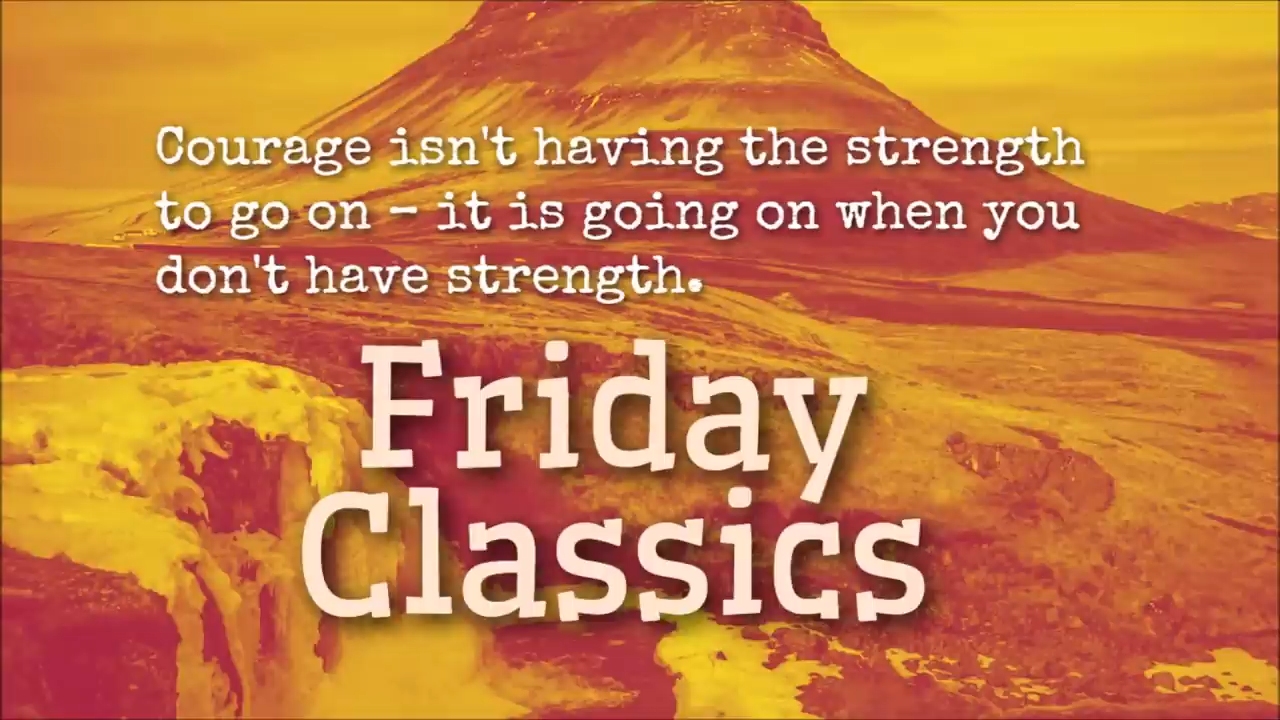 Courage isn't having the strength
to go on - it is going on when you
don't have strength.
Friday
Classics